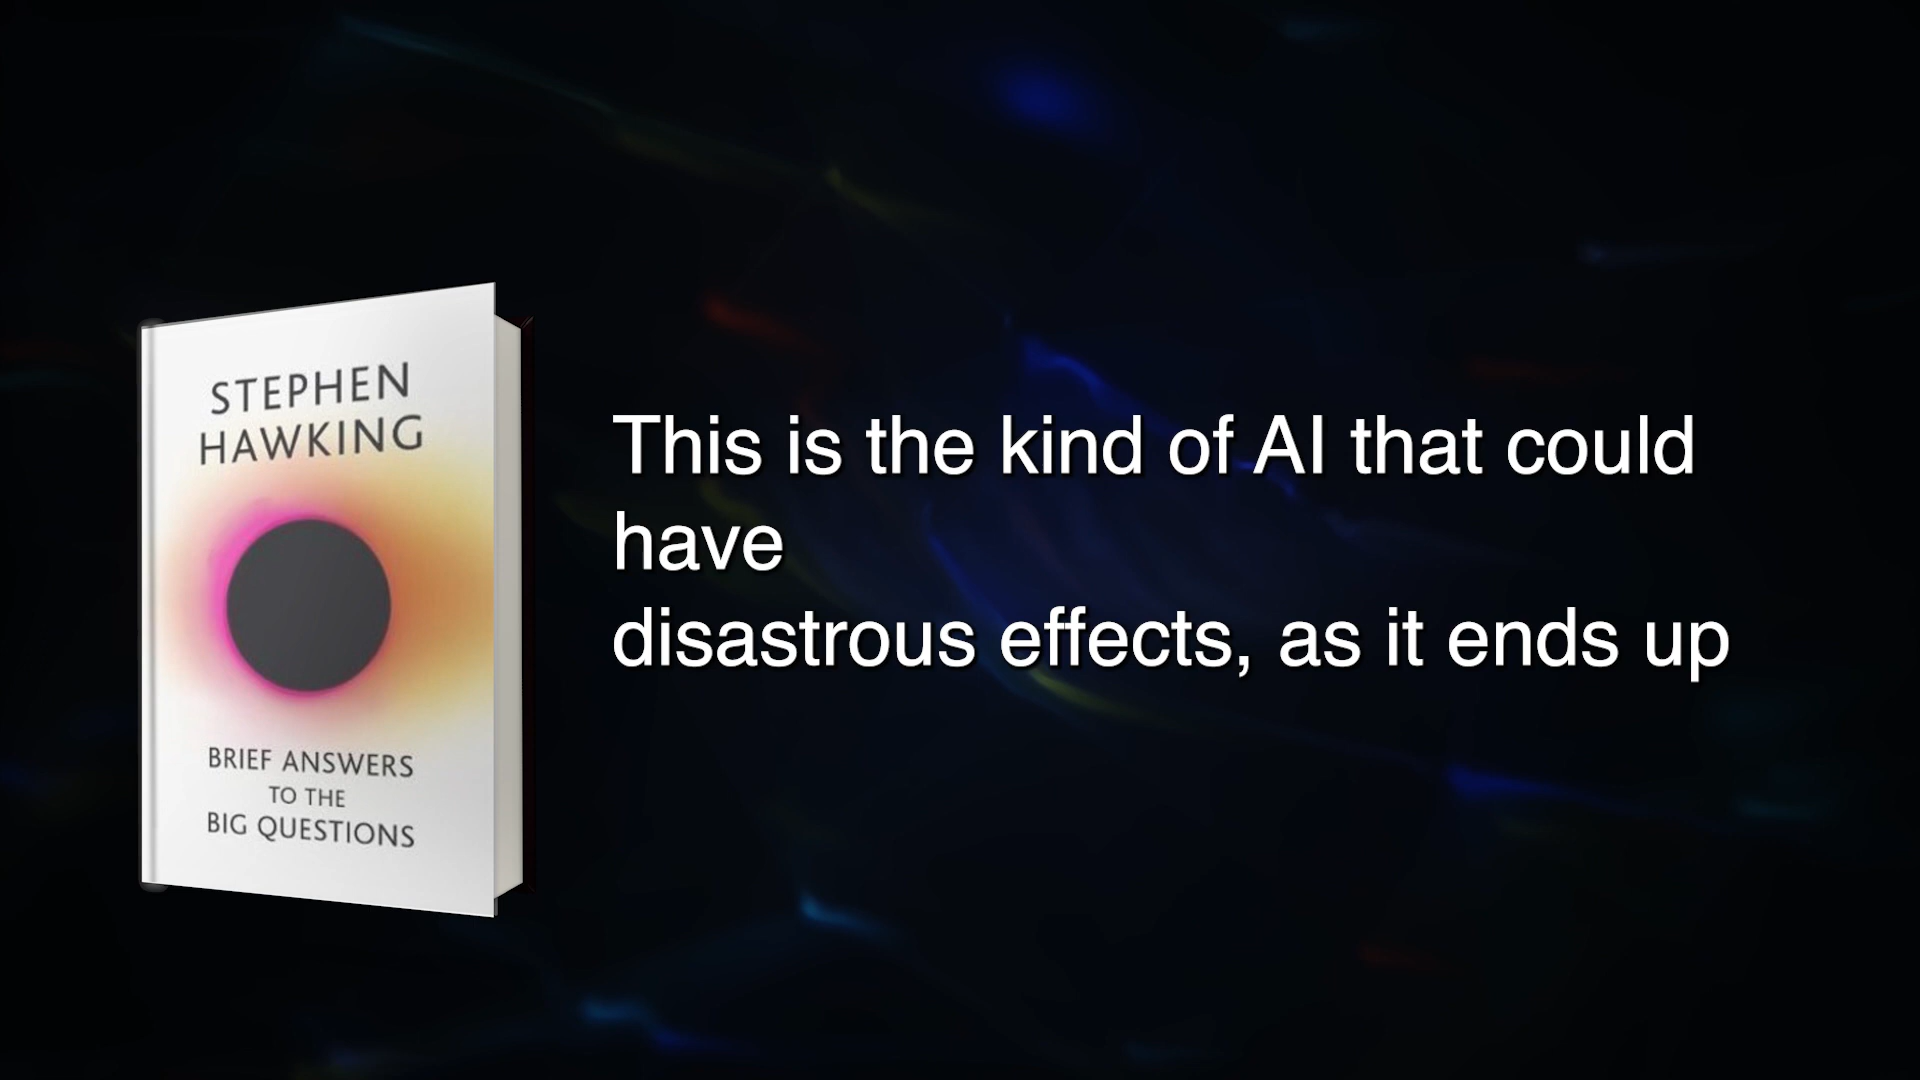 STEPHEN
HAWKING
BRIEF ANSWERS
TO THE
BIG QUESTIONS
This is the kind of AI that could
have
disastrous effects, as it ends up